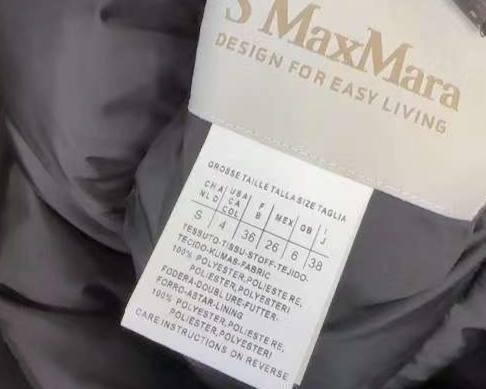 S MaxMara
DESIGN FOR EASY LIVING
GROSSE TAILLE TALLA SIZE TAGLIA
CH A USA F MEX GB I
NL D CA B J
COL
S 4 36 26 6 38
TESSUTO-TISSU-STOFF-TEJIDO-
TECIDO-KUMAS-FABRIC
100% POLYESTER,POLIESTERE,
POLIESTER,POLYESTERI
FODERA-DOUBLURE-FUTTER-
FORRO-ASTAR-LINING
100% POLYESTER,POLIESTERE,
POLIESTER,POLYESTERI
CARE INSTRUCTIONS ON REVERSE